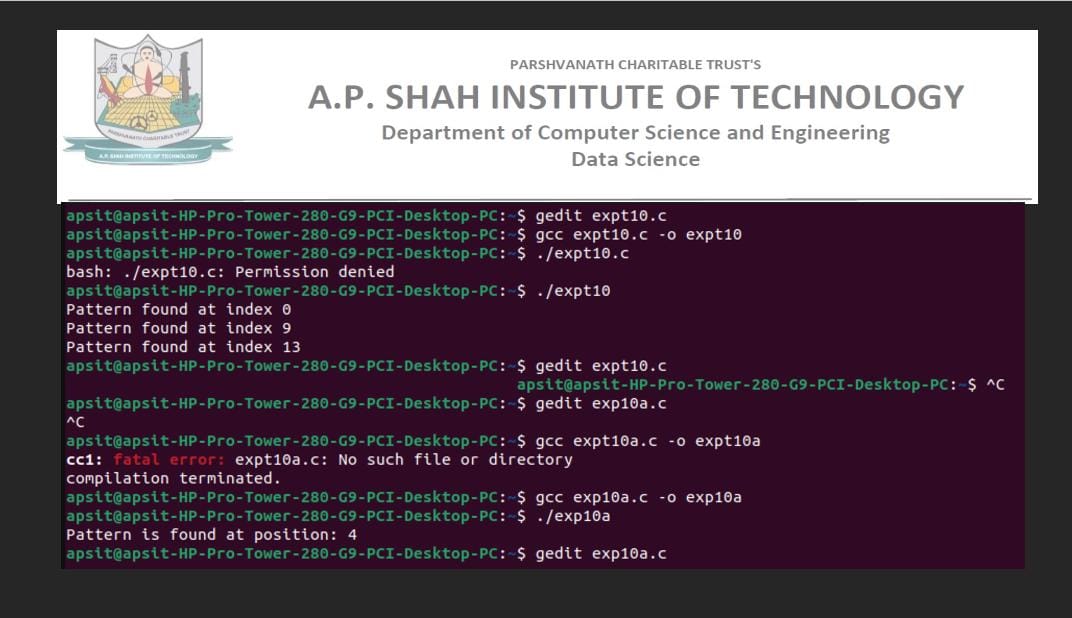 PARSHVANATH CHARITABLE TRUST'S
A.P. SHAH INSTITUTE OF TECHNOLOGY
Department of Computer Science and Engineering
Data Science
PARSHVANATH CHARITABLE TRUST
A.P. SHAH INSTITUTE OF TECHNOLOGY
apsit@apsit-HP-Pro-Tower-280-G9-PCI-Desktop-PC:~$ gedit expt10.c
apsit@apsit-HP-Pro-Tower-280-G9-PCI-Desktop-PC:~$ gcc expt10.c -o expt10
apsit@apsit-HP-Pro-Tower-280-G9-PCI-Desktop-PC:~$ ./expt10.c
bash: ./expt10.c: Permission denied
apsit@apsit-HP-Pro-Tower-280-G9-PCI-Desktop-PC:~$ ./expt10
Pattern found at index 0
Pattern found at index 9
Pattern found at index 13
apsit@apsit-HP-Pro-Tower-280-G9-PCI-Desktop-PC:~$ gedit expt10.c
apsit@apsit-HP-Pro-Tower-280-G9-PCI-Desktop-PC:~$ ^C
apsit@apsit-HP-Pro-Tower-280-G9-PCI-Desktop-PC:~$ gedit exp10a.c
^C
apsit@apsit-HP-Pro-Tower-280-G9-PCI-Desktop-PC:~$ gcc expt10a.c -o expt10a
cc1: fatal error: expt10a.c: No such file or directory
compilation terminated.
apsit@apsit-HP-Pro-Tower-280-G9-PCI-Desktop-PC:~$ gcc exp10a.c -o exp10a
apsit@apsit-HP-Pro-Tower-280-G9-PCI-Desktop-PC:~$ ./exp10a
Pattern is found at position: 4
apsit@apsit-HP-Pro-Tower-280-G9-PCI-Desktop-PC:~$ gedit exp10a.c